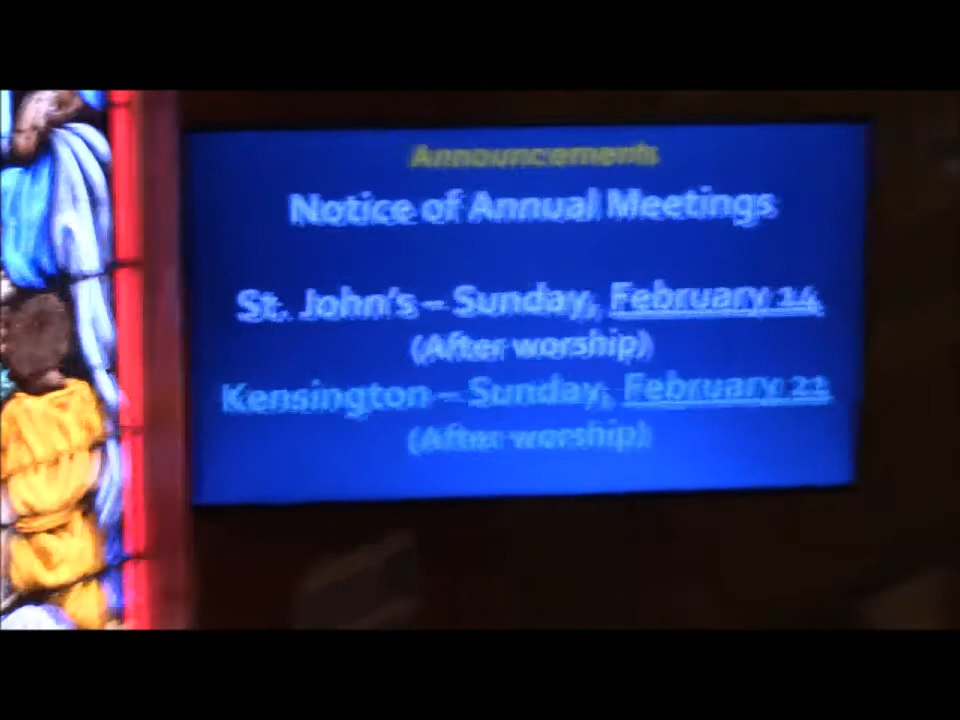 Announcements
Notice of Annual Meetings
St. John's – Sunday, February 14
(After worship)
Kensington – Sunday, February 21
(After worship)